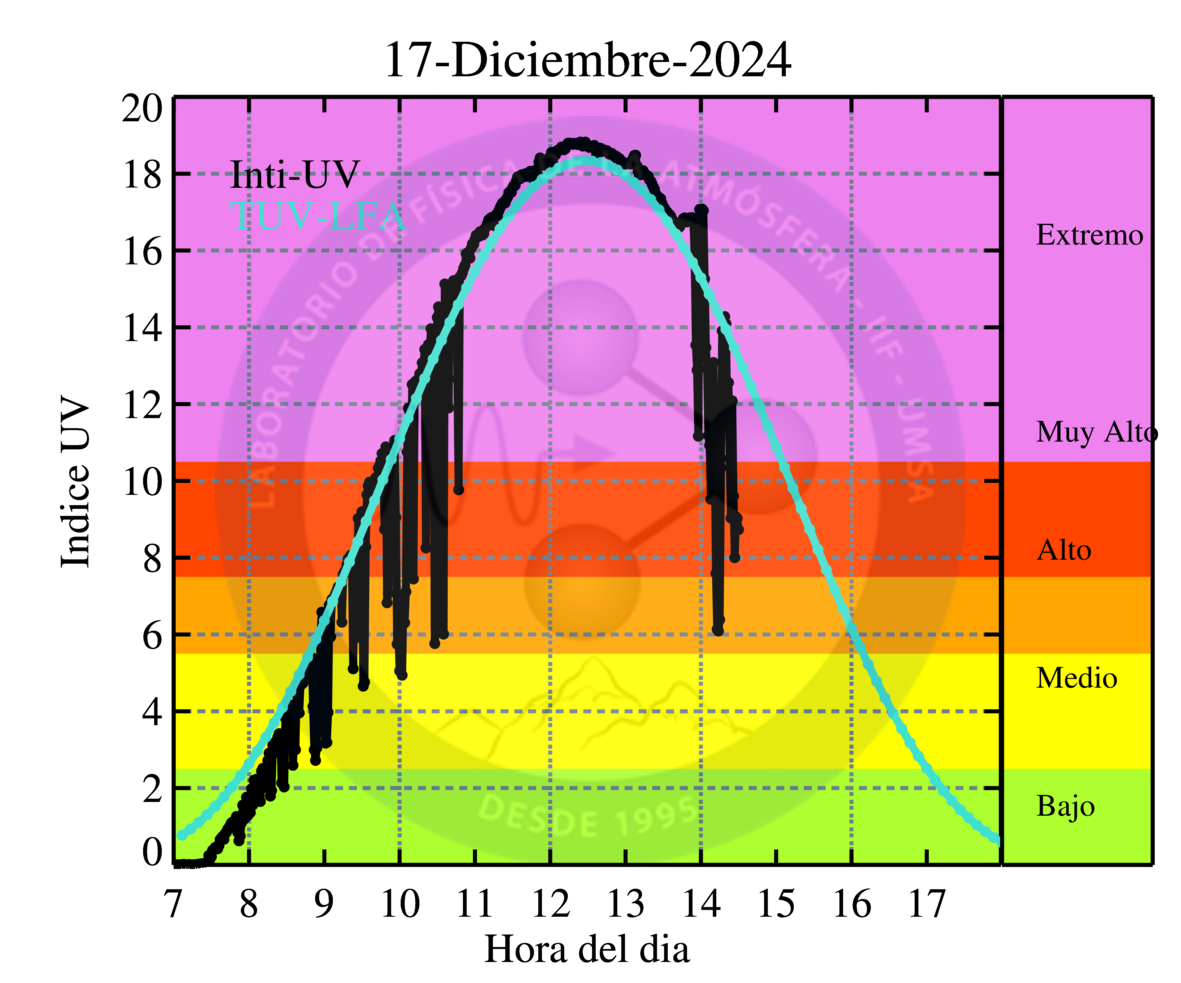 17-Diciembre-2024
Indice UV
20
18
16
14
12
10
8
6
4
2
0
Inti-UV
TUV-LFA
LABORATORIO DE FÍSICA DE LA ATMÓSFERA - IIF - UMSA
DESDE 1995
Extremo
Muy Alto
Alto
Medio
Bajo
7 8 9 10 11 12 13 14 15 16 17
Hora del dia